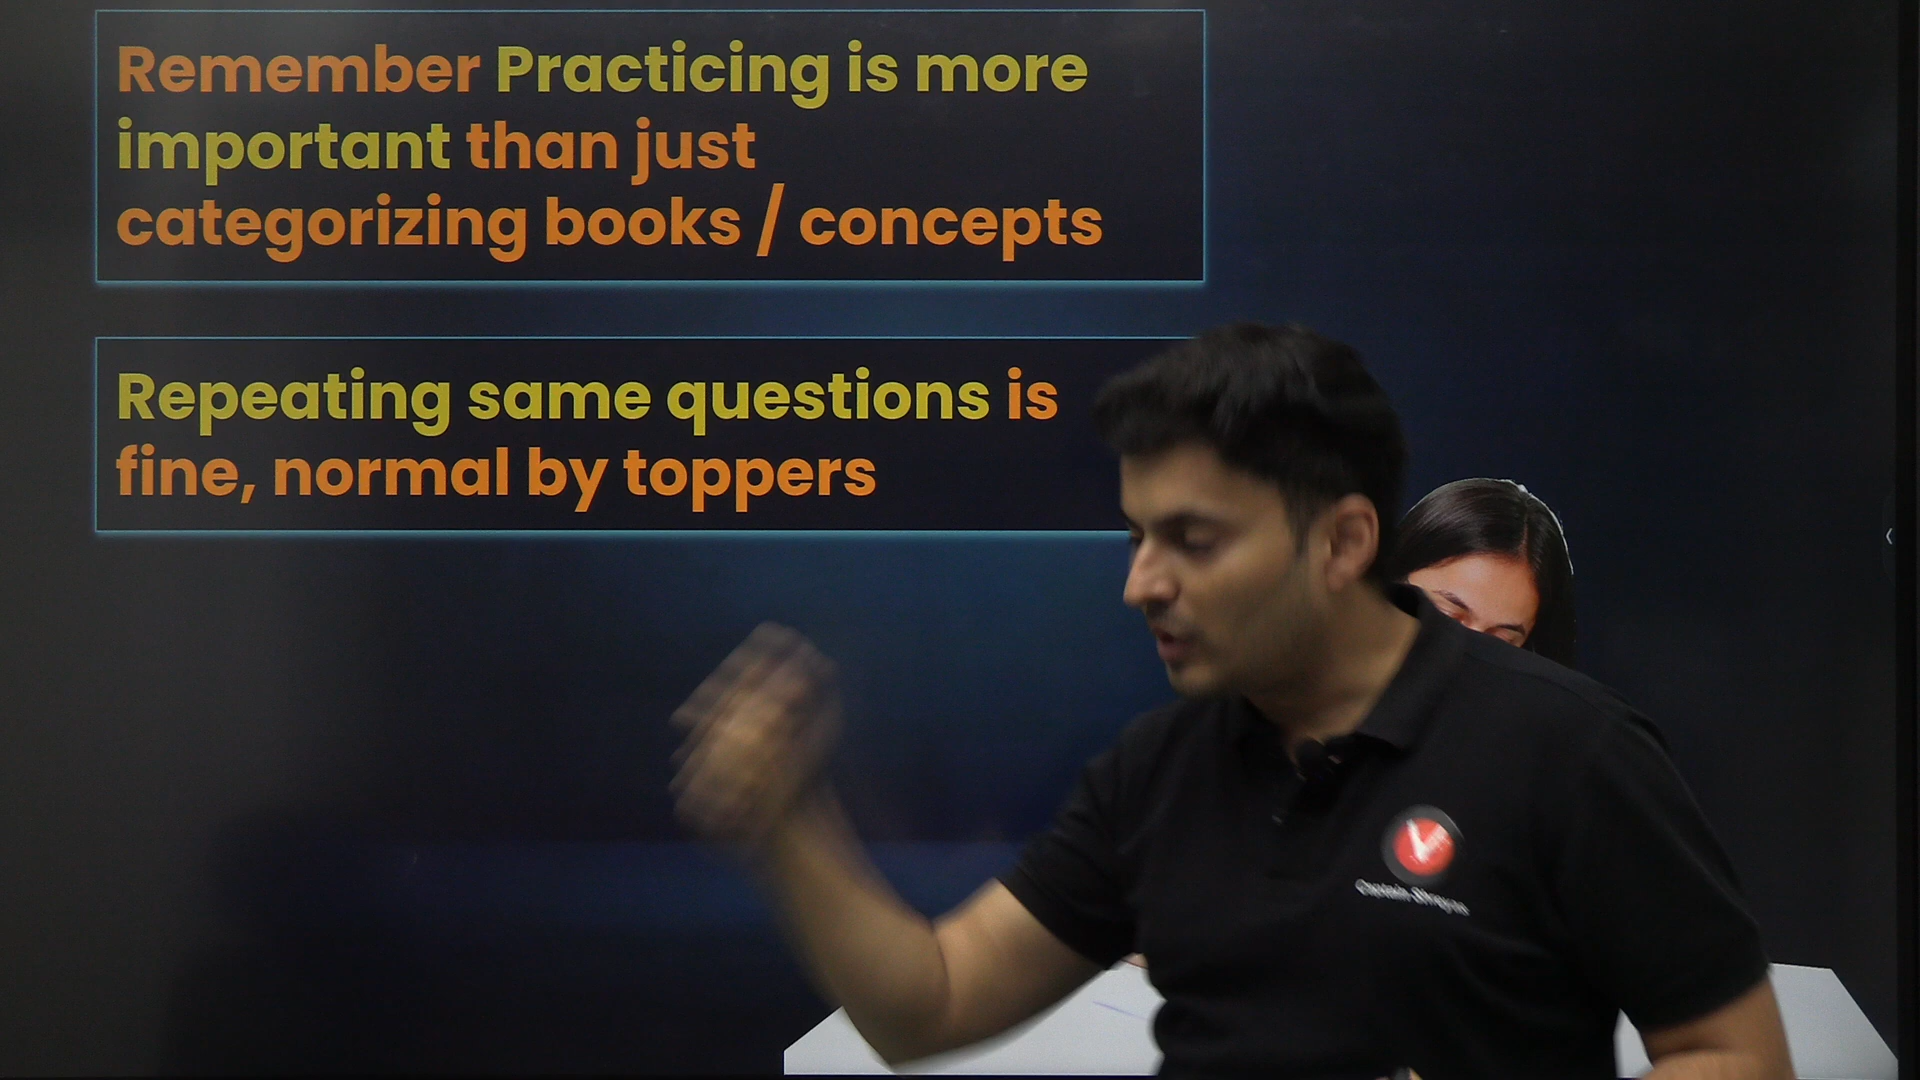 Remember Practicing is more
important than just
categorizing books / concepts
Repeating same questions is
fine, normal by toppers